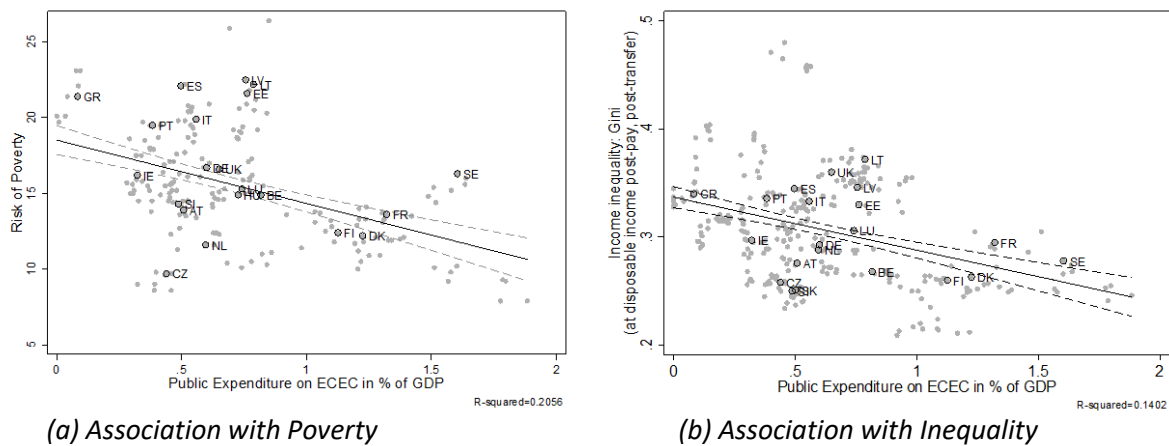 25
20
15
10
5
Risk of Poverty
GR
ES
LV
LT
EE
PT
IT
IE
DE
UK
LU
HU
BE
SI
AT
NL
CZ
SE
FR
FI
DK
0
.5
1
1.5
2
Public Expenditure on ECEC in % of GDP
R-squared=0.2056
(a) Association with Poverty
.5
.4
.3
.2
Income inequality: Gini
(at disposable income post-pay, post-transfer)
LT
UK
GR
ES
LV
PT
IT
EE
LU
IE
DE
NL
FR
AT
BE
SE
CZ
FI
DK
SK
0
.5
1
1.5
2
Public Expenditure on ECEC in % of GDP
R-squared=0.1402
(b) Association with Inequality